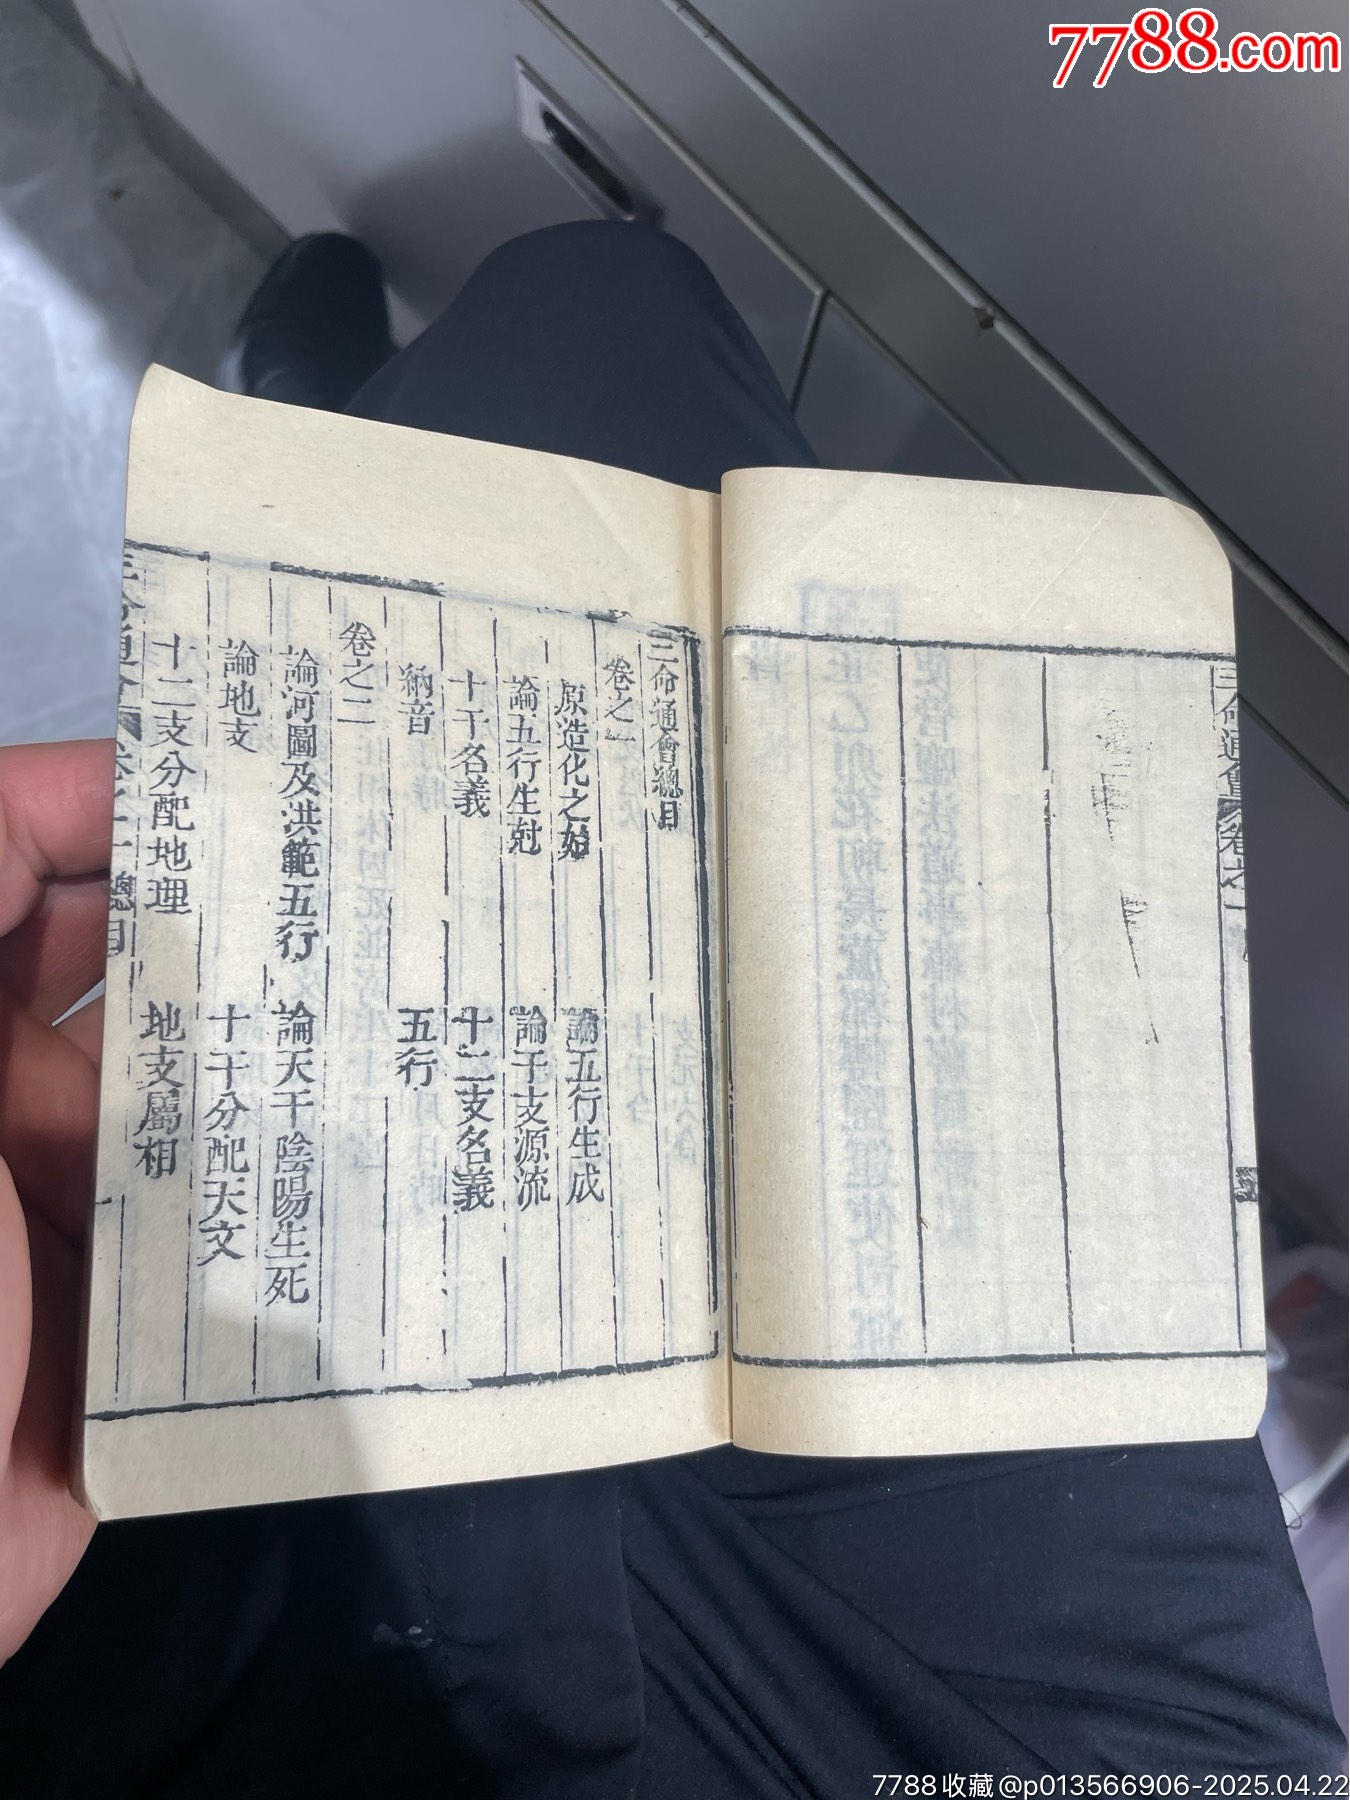 7788.com
三命通會卷之一
三命通會總目
卷之一
原造化之始 論五行生成
論五行生尅 論干支源流
十干名義 十二支名義
納音 五行
卷之二
論河圖及洪範五行 論天干陰陽生死
論地支 十干分配天文
十二支分配地理 地支屬相
三命通會 卷之一 總目 一
7788收藏@p013566906-2025.04.22